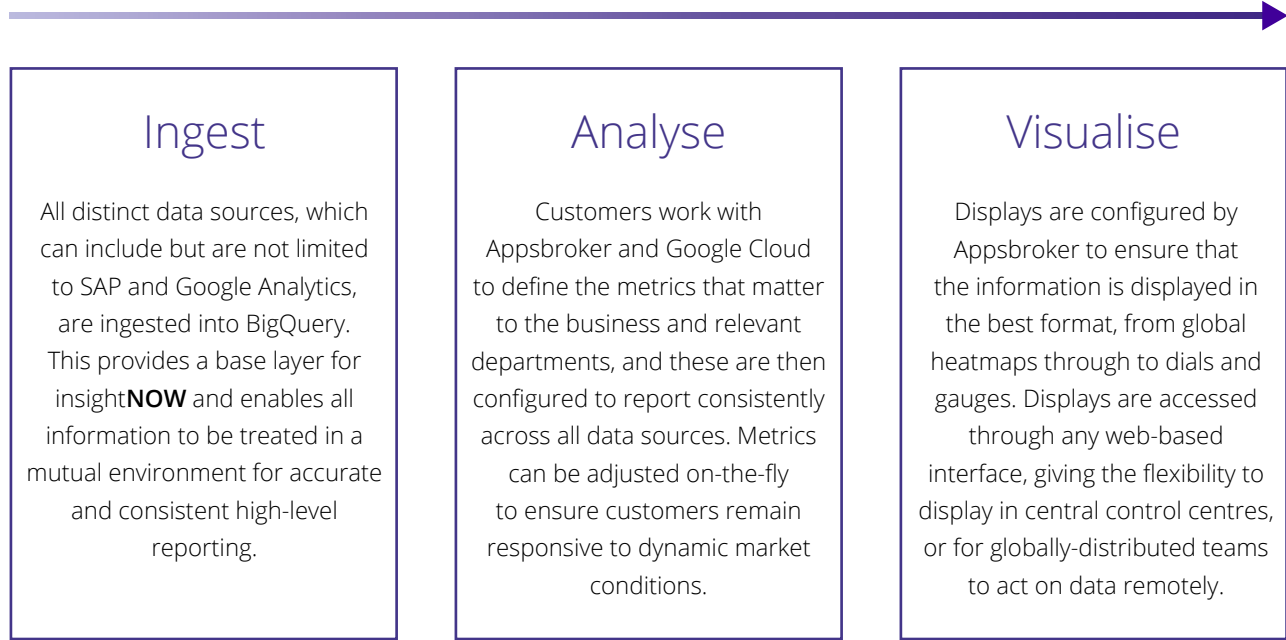 Ingest
All distinct data sources, which
can include but are not limited
to SAP and Google Analytics,
are ingested into BigQuery.
This provides a base layer for
insightNOW and enables all
information to be treated in a
mutual environment for accurate
and consistent high-level
reporting.
Analyse
Customers work with
Appsbroker and Google Cloud
to define the metrics that matter
to the business and relevant
departments, and these are then
configured to report consistently
across all data sources. Metrics
can be adjusted on-the-fly
to ensure customers remain
responsive to dynamic market
conditions.
Visualise
Displays are configured by
Appsbroker to ensure that
the information is displayed in
the best format, from global
heatmaps through to dials and
gauges. Displays are accessed
through any web-based
interface, giving the flexibility to
display in central control centres,
or for globally-distributed teams
to act on data remotely.